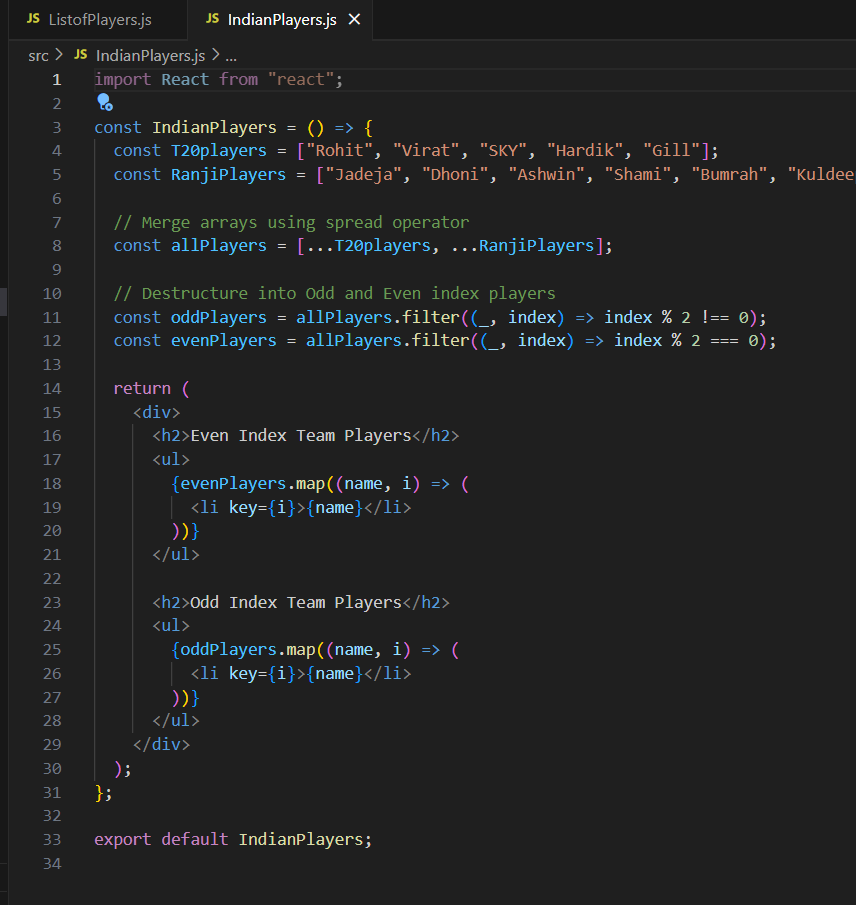 JS ListofPlayers.js
JS IndianPlayers.js ×
src > JS IndianPlayers.js > ...
1 import React from "react";
2
3 const IndianPlayers = () => {
4   const T20players = ["Rohit", "Virat", "SKY", "Hardik", "Gill"];
5   const RanjiPlayers = ["Jadeja", "Dhoni", "Ashwin", "Shami", "Bumrah", "Kuldee
6
7   // Merge arrays using spread operator
8   const allPlayers = [...T20players, ...RanjiPlayers];
9
10   // Destructure into Odd and Even index players
11   const oddPlayers = allPlayers.filter((_, index) => index % 2 !== 0);
12   const evenPlayers = allPlayers.filter((_, index) => index % 2 === 0);
13
14   return (
15     <div>
16       <h2>Even Index Team Players</h2>
17       <ul>
18         {evenPlayers.map((name, i) => (
19           <li key={i}>{name}</li>
20         ))}
21       </ul>
22
23       <h2>Odd Index Team Players</h2>
24       <ul>
25         {oddPlayers.map((name, i) => (
26           <li key={i}>{name}</li>
27         ))}
28       </ul>
29     </div>
30   );
31 };
32
33 export default IndianPlayers;
34